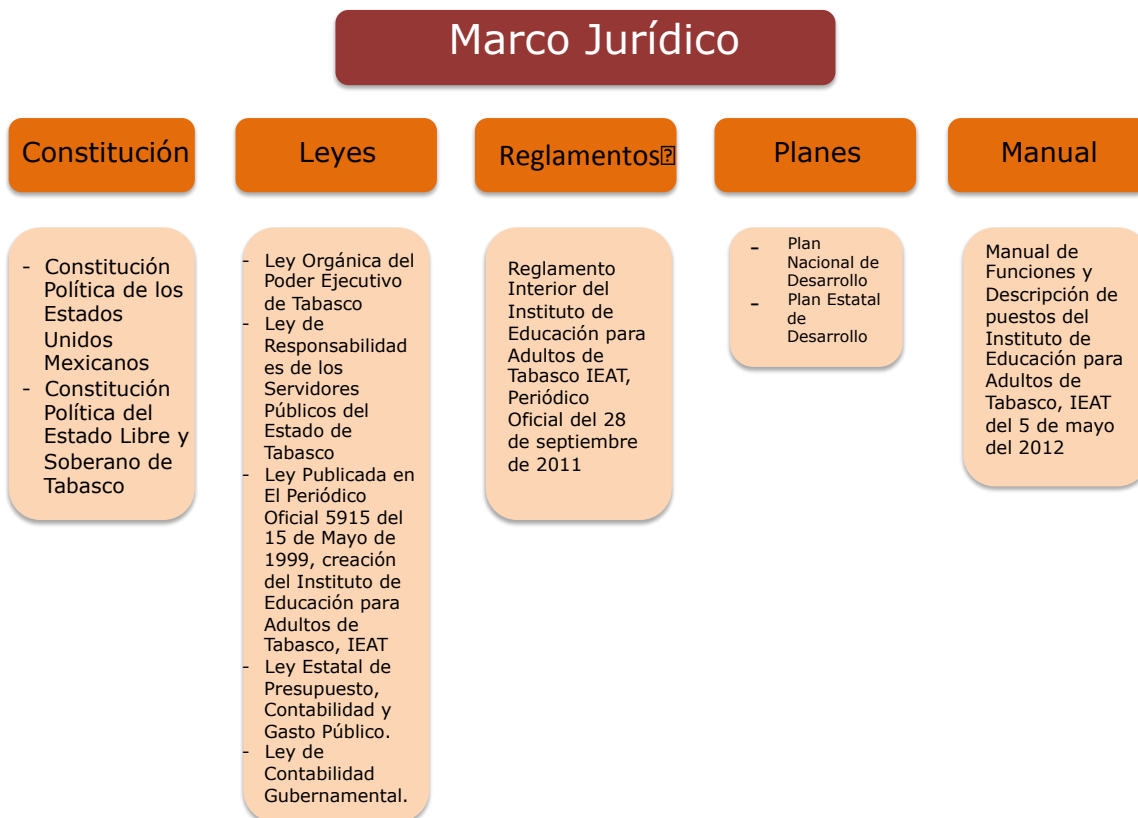 Marco Jurídico
Constitución
- Constitución
Política de los
Estados
Unidos
Mexicanos
- Constitución
Política del
Estado Libre y
Soberano de
Tabasco
Leyes
- Ley Orgánica del
Poder Ejecutivo
de Tabasco
- Ley de
Responsabilidad
es de los
Servidores
Públicos del
Estado de
Tabasco
- Ley Publicada en
El Periódico
Oficial 5915 del
15 de Mayo de
1999, creación
del Instituto de
Educación para
Adultos de
Tabasco, IEAT
- Ley Estatal de
Presupuesto,
Contabilidad y
Gasto Público.
- Ley de
Contabilidad
Gubernamental.
Reglamentos
Reglamento
Interior del
Instituto de
Educación para
Adultos de
Tabasco IEAT,
Periódico
Oficial del 28
de septiembre
de 2011
Planes
- Plan
Nacional de
Desarrollo
- Plan Estatal
de
Desarrollo
Manual
Manual de
Funciones y
Descripción de
puestos del
Instituto de
Educación para
Adultos de
Tabasco, IEAT
del 5 de mayo
del 2012